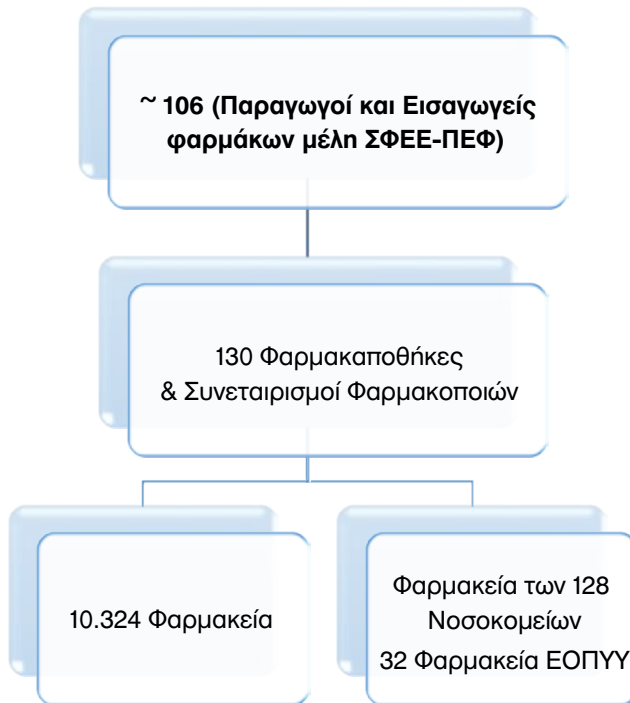 ~ 106 (Παραγωγοί και Εισαγωγείς
φαρμάκων μέλη ΣΦΕΕ-ΠΕΦ)
130 Φαρμακαποθήκες
& Συνεταιρισμοί Φαρμακοποιών
10.324 Φαρμακεία
Φαρμακεία των 128
Νοσοκομείων
32 Φαρμακεία ΕΟΠΥΥ